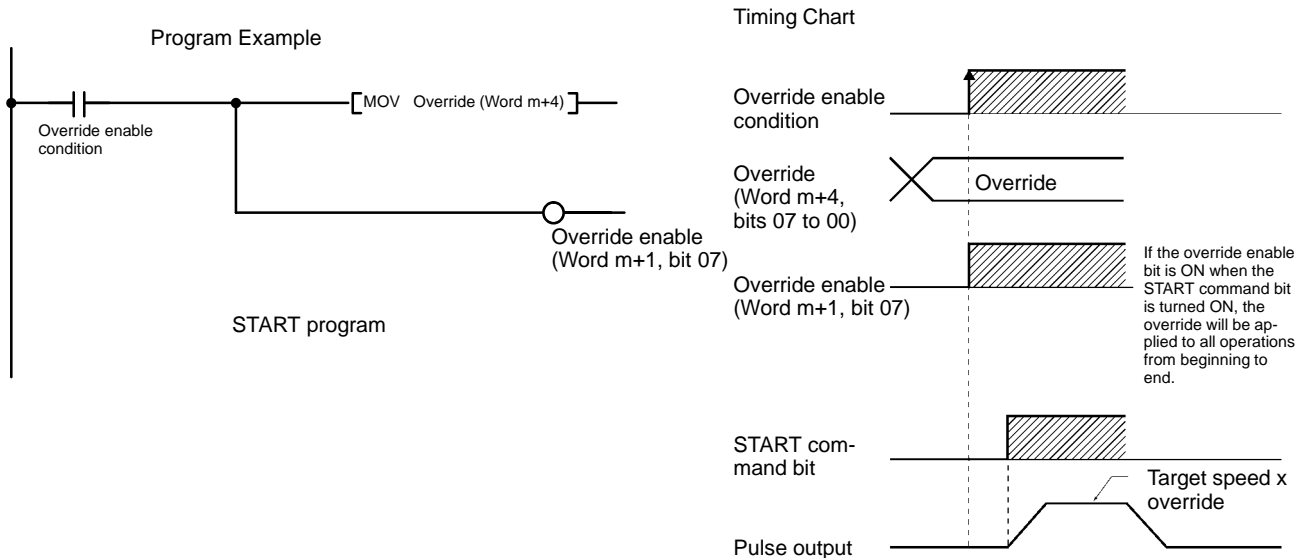 Program Example
MOV Override (Word m+4)
Override enable
condition
Override enable
(Word m+1, bit 07)
START program
Timing Chart
Override enable
condition
Override
(Word m+4,
bits 07 to 00)
Override
Override enable
(Word m+1, bit 07)
If the override enable
bit is ON when the
START command bit
is turned ON, the
override will be ap-
plied to all operations
from beginning to
end.
START com-
mand bit
Target speed x
override
Pulse output